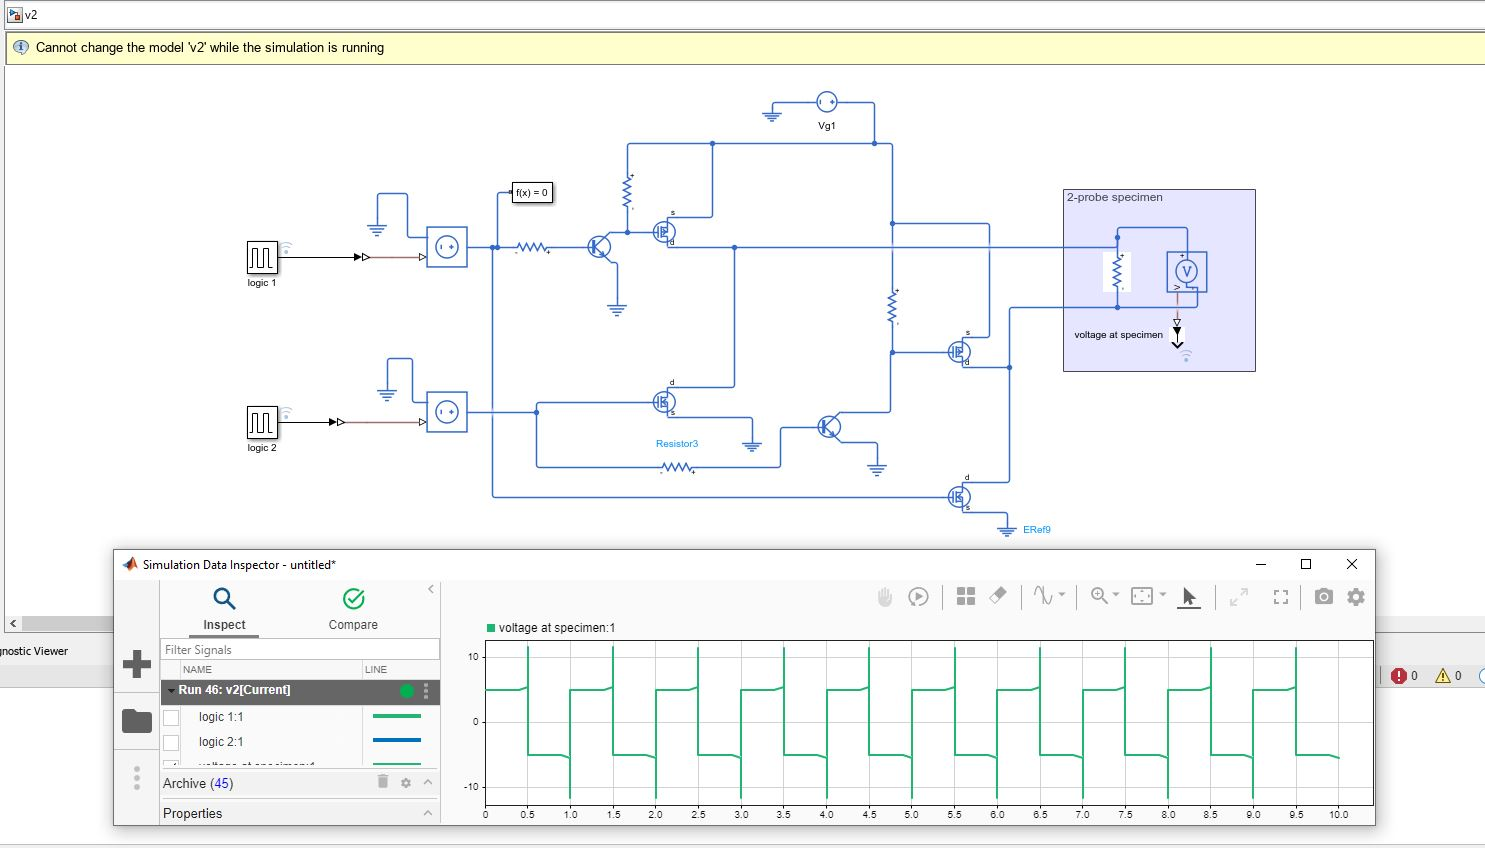 v2
Cannot change the model 'v2' while the simulation is running
Vg1
2-probe specimen
f(x) = 0
s
d
logic 1
V
voltage at specimen
s
d
d
s
Resistor3
logic 2
d
s
ERef9
Simulation Data Inspector - untitled*
Inspect
Compare
voltage at specimen:1
Filter Signals
NAME
LINE
Run 46: v2[Current]
logic 1:1
logic 2:1
Archive (45)
Properties
10
0
-10
0 0.5 1.0 1.5 2.0 2.5 3.0 3.5 4.0 4.5 5.0 5.5 6.0 6.5 7.0 7.5 8.0 8.5 9.0 9.5 10.0
nostic Viewer
0 0